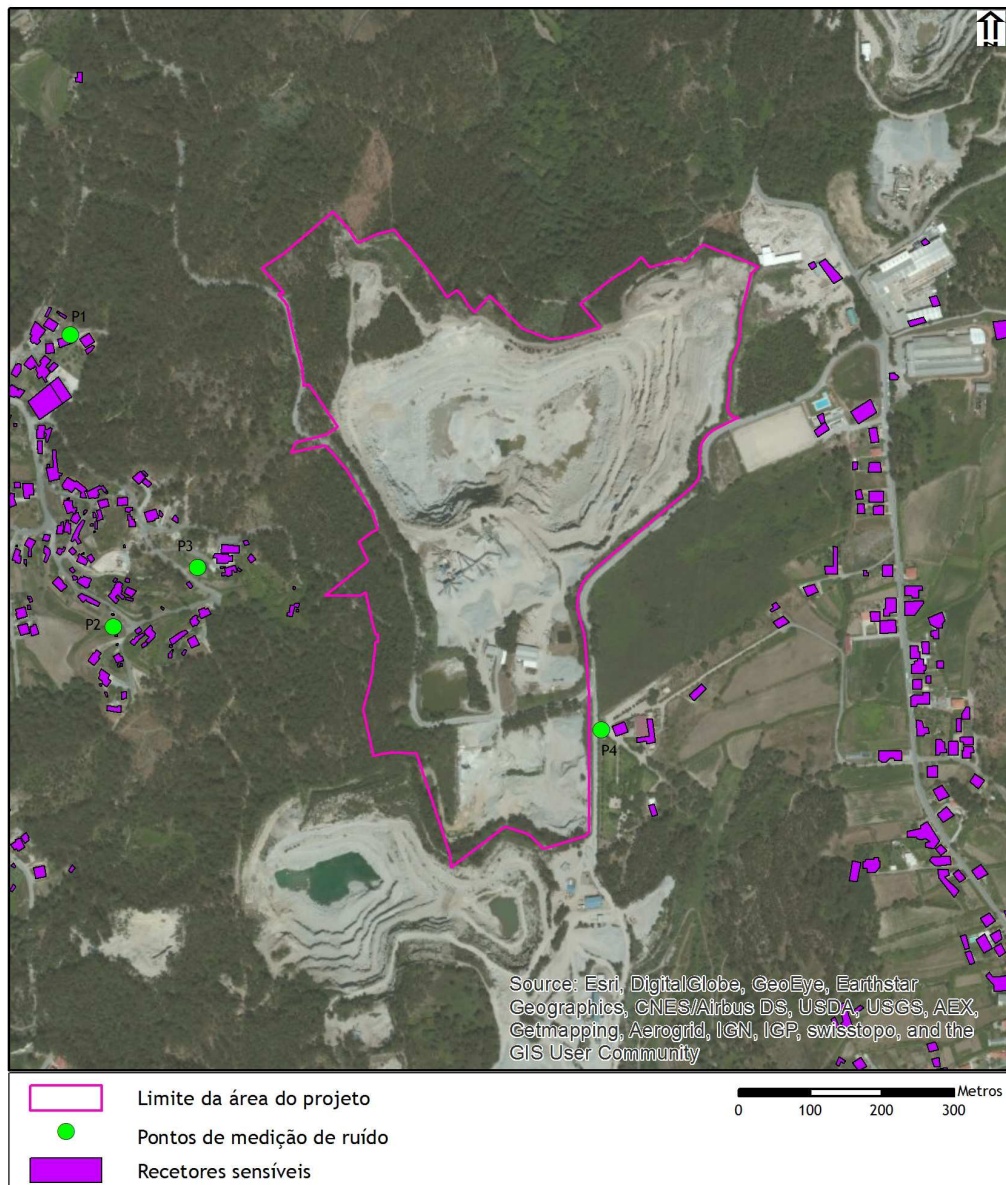 N
P1
P3
P2
P4
Source: Esri, DigitalGlobe, GeoEye, Earthstar
Geographics, CNES/Airbus DS, USDA, USGS, AEX,
Getmapping, Aerogrid, IGN, IGP, swisstopo, and the
GIS User Community
Limite da área do projeto
Pontos de medição de ruído
Recetores sensíveis
Metros
0 100 200 300